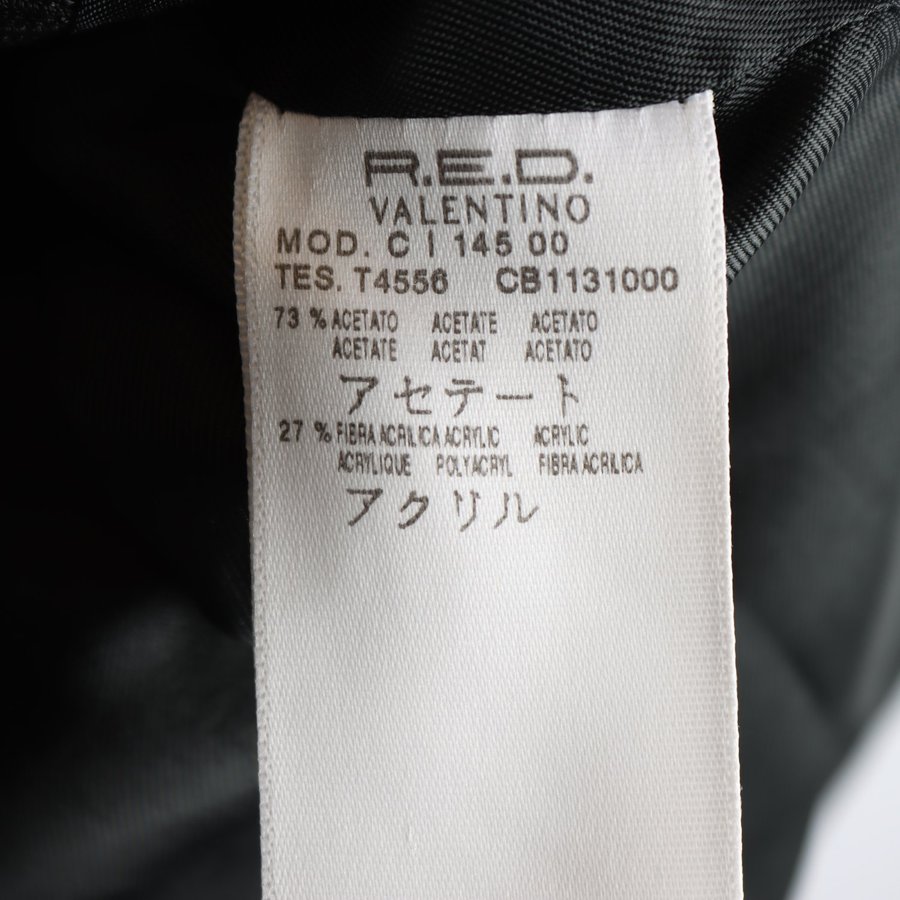 R.E.D.
VALENTINO
MOD. C I 145 00
TES. T4556 CB1131000
73 % ACETATO ACETATE ACETATO
ACETATE ACETAT ACETATO
アセテート
27 % FIBRA ACRILICA ACRYLIC ACRYLIC
ACRYLIQUE POLYACRYL FIBRA ACRILICA
アクリル